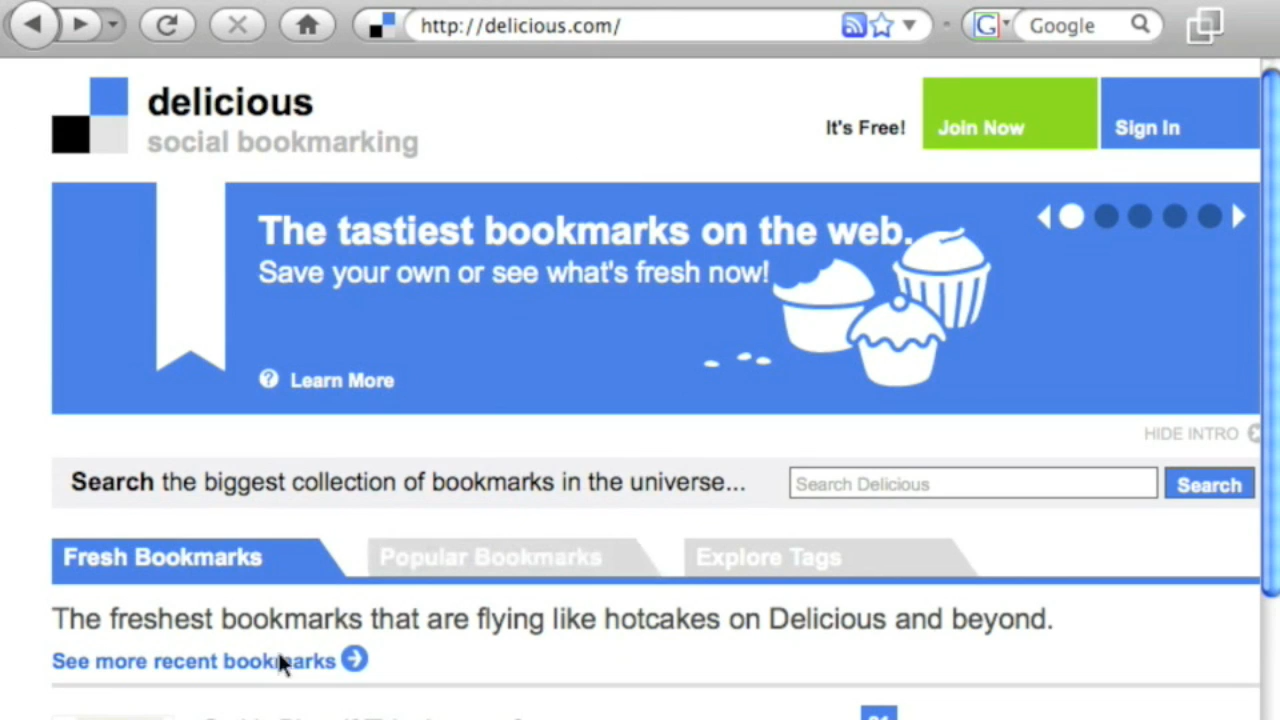 http://delicious.com/
Google
delicious
social bookmarking
It's Free!
Join Now
Sign In
The tastiest bookmarks on the web.
Save your own or see what's fresh now!
? Learn More
HIDE INTRO
Search the biggest collection of bookmarks in the universe...
Search Delicious
Search
Fresh Bookmarks
Popular Bookmarks
Explore Tags
The freshest bookmarks that are flying like hotcakes on Delicious and beyond.
See more recent bookmarks